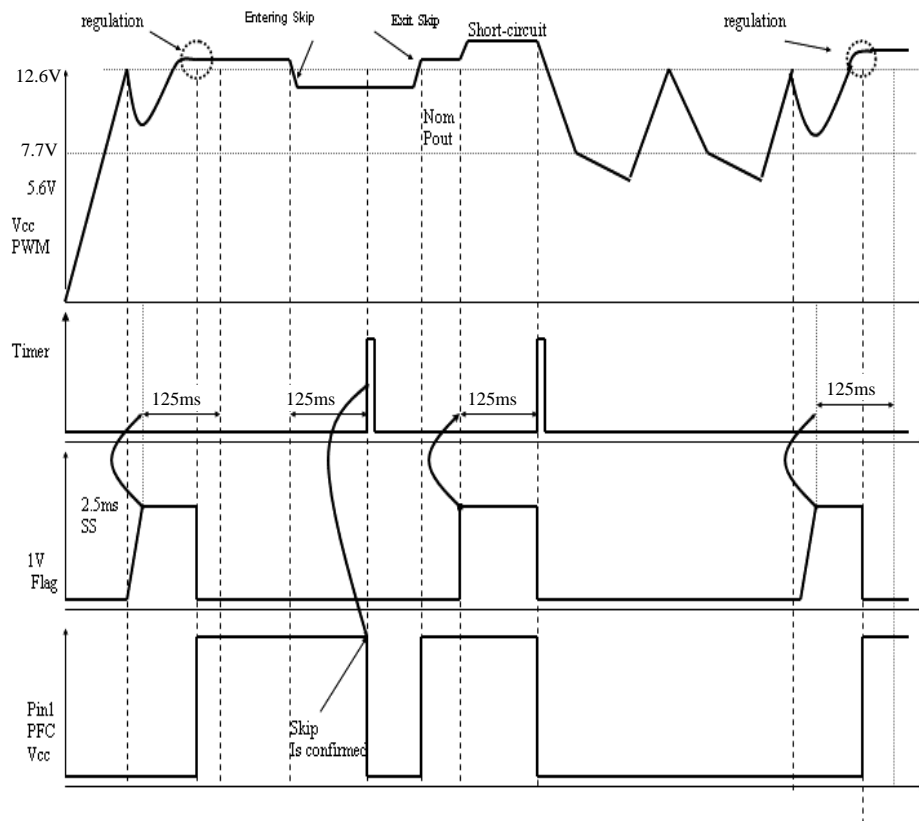 regulation
Entering Skip
Exit Skip
Short-circuit
regulation
12.6V
Nom
Pout
7.7V
5.6V
Vcc
PWM
Timer
125ms
125ms
125ms
125ms
2.5ms
SS
1V
Flag
Pin1
PFC
Vcc
Skip
Is confirmed